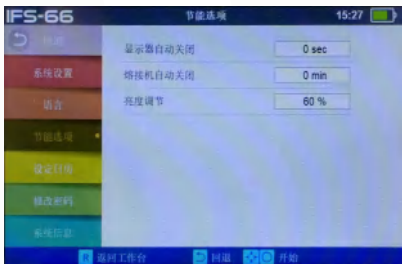 IFS-66 节能选项 15:27
系统设置
语言
节能选项
设定日期
修改密码
系统信息
显示器自动关闭 0 sec
熔接机自动关闭 0 min
亮度调节 60 %
R 返回工作台 回退 开始